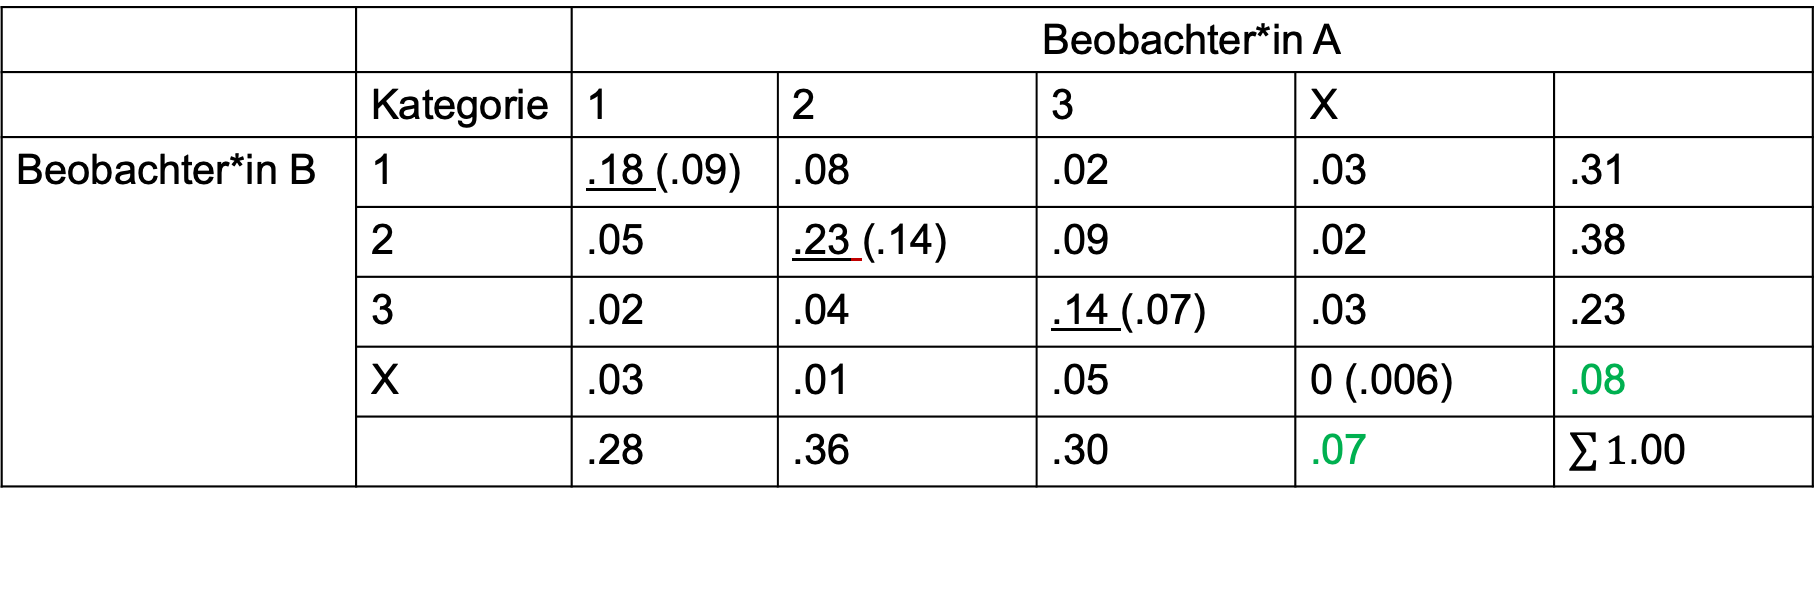 Beobachter*in A
Kategorie 1 2 3 X
Beobachter*in B 1 .18 (.09) .08 .02 .03 .31
2 .05 .23 (.14) .09 .02 .38
3 .02 .04 .14 (.07) .03 .23
X .03 .01 .05 0 (.006) .08
.28 .36 .30 .07 ∑ 1.00